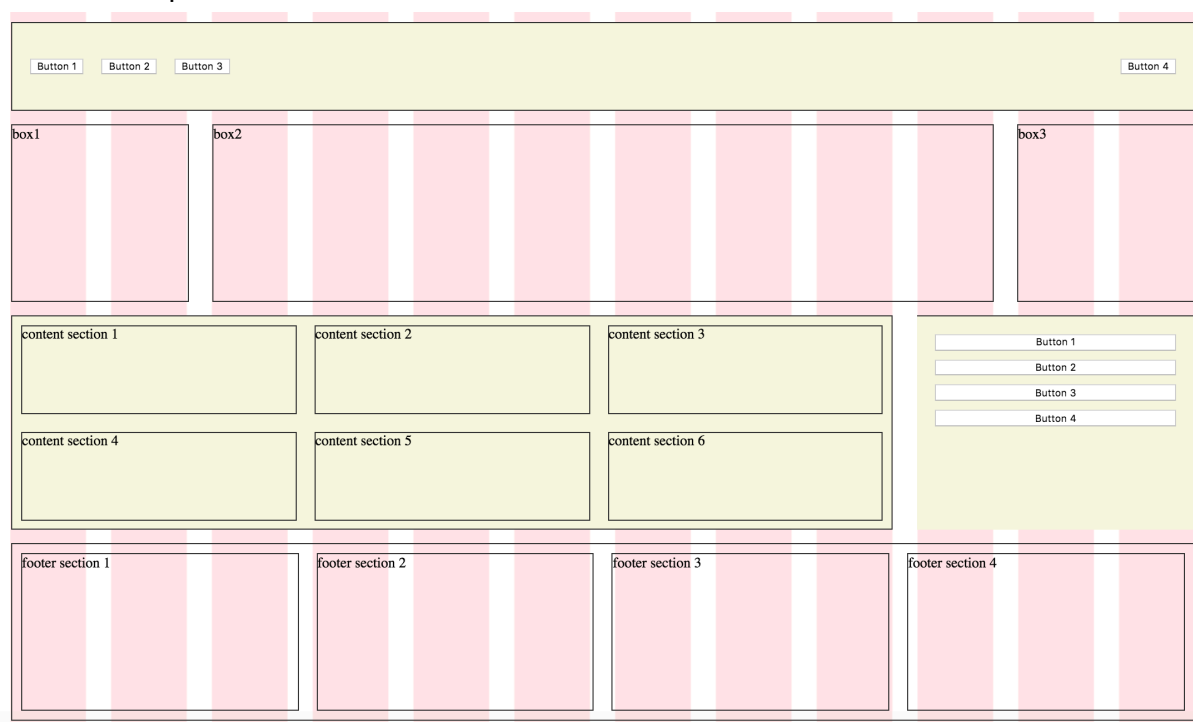 Button 1 Button 2 Button 3 Button 4
box1 box2 box3
content section 1 content section 2 content section 3
content section 4 content section 5 content section 6
Button 1
Button 2
Button 3
Button 4
footer section 1 footer section 2 footer section 3 footer section 4